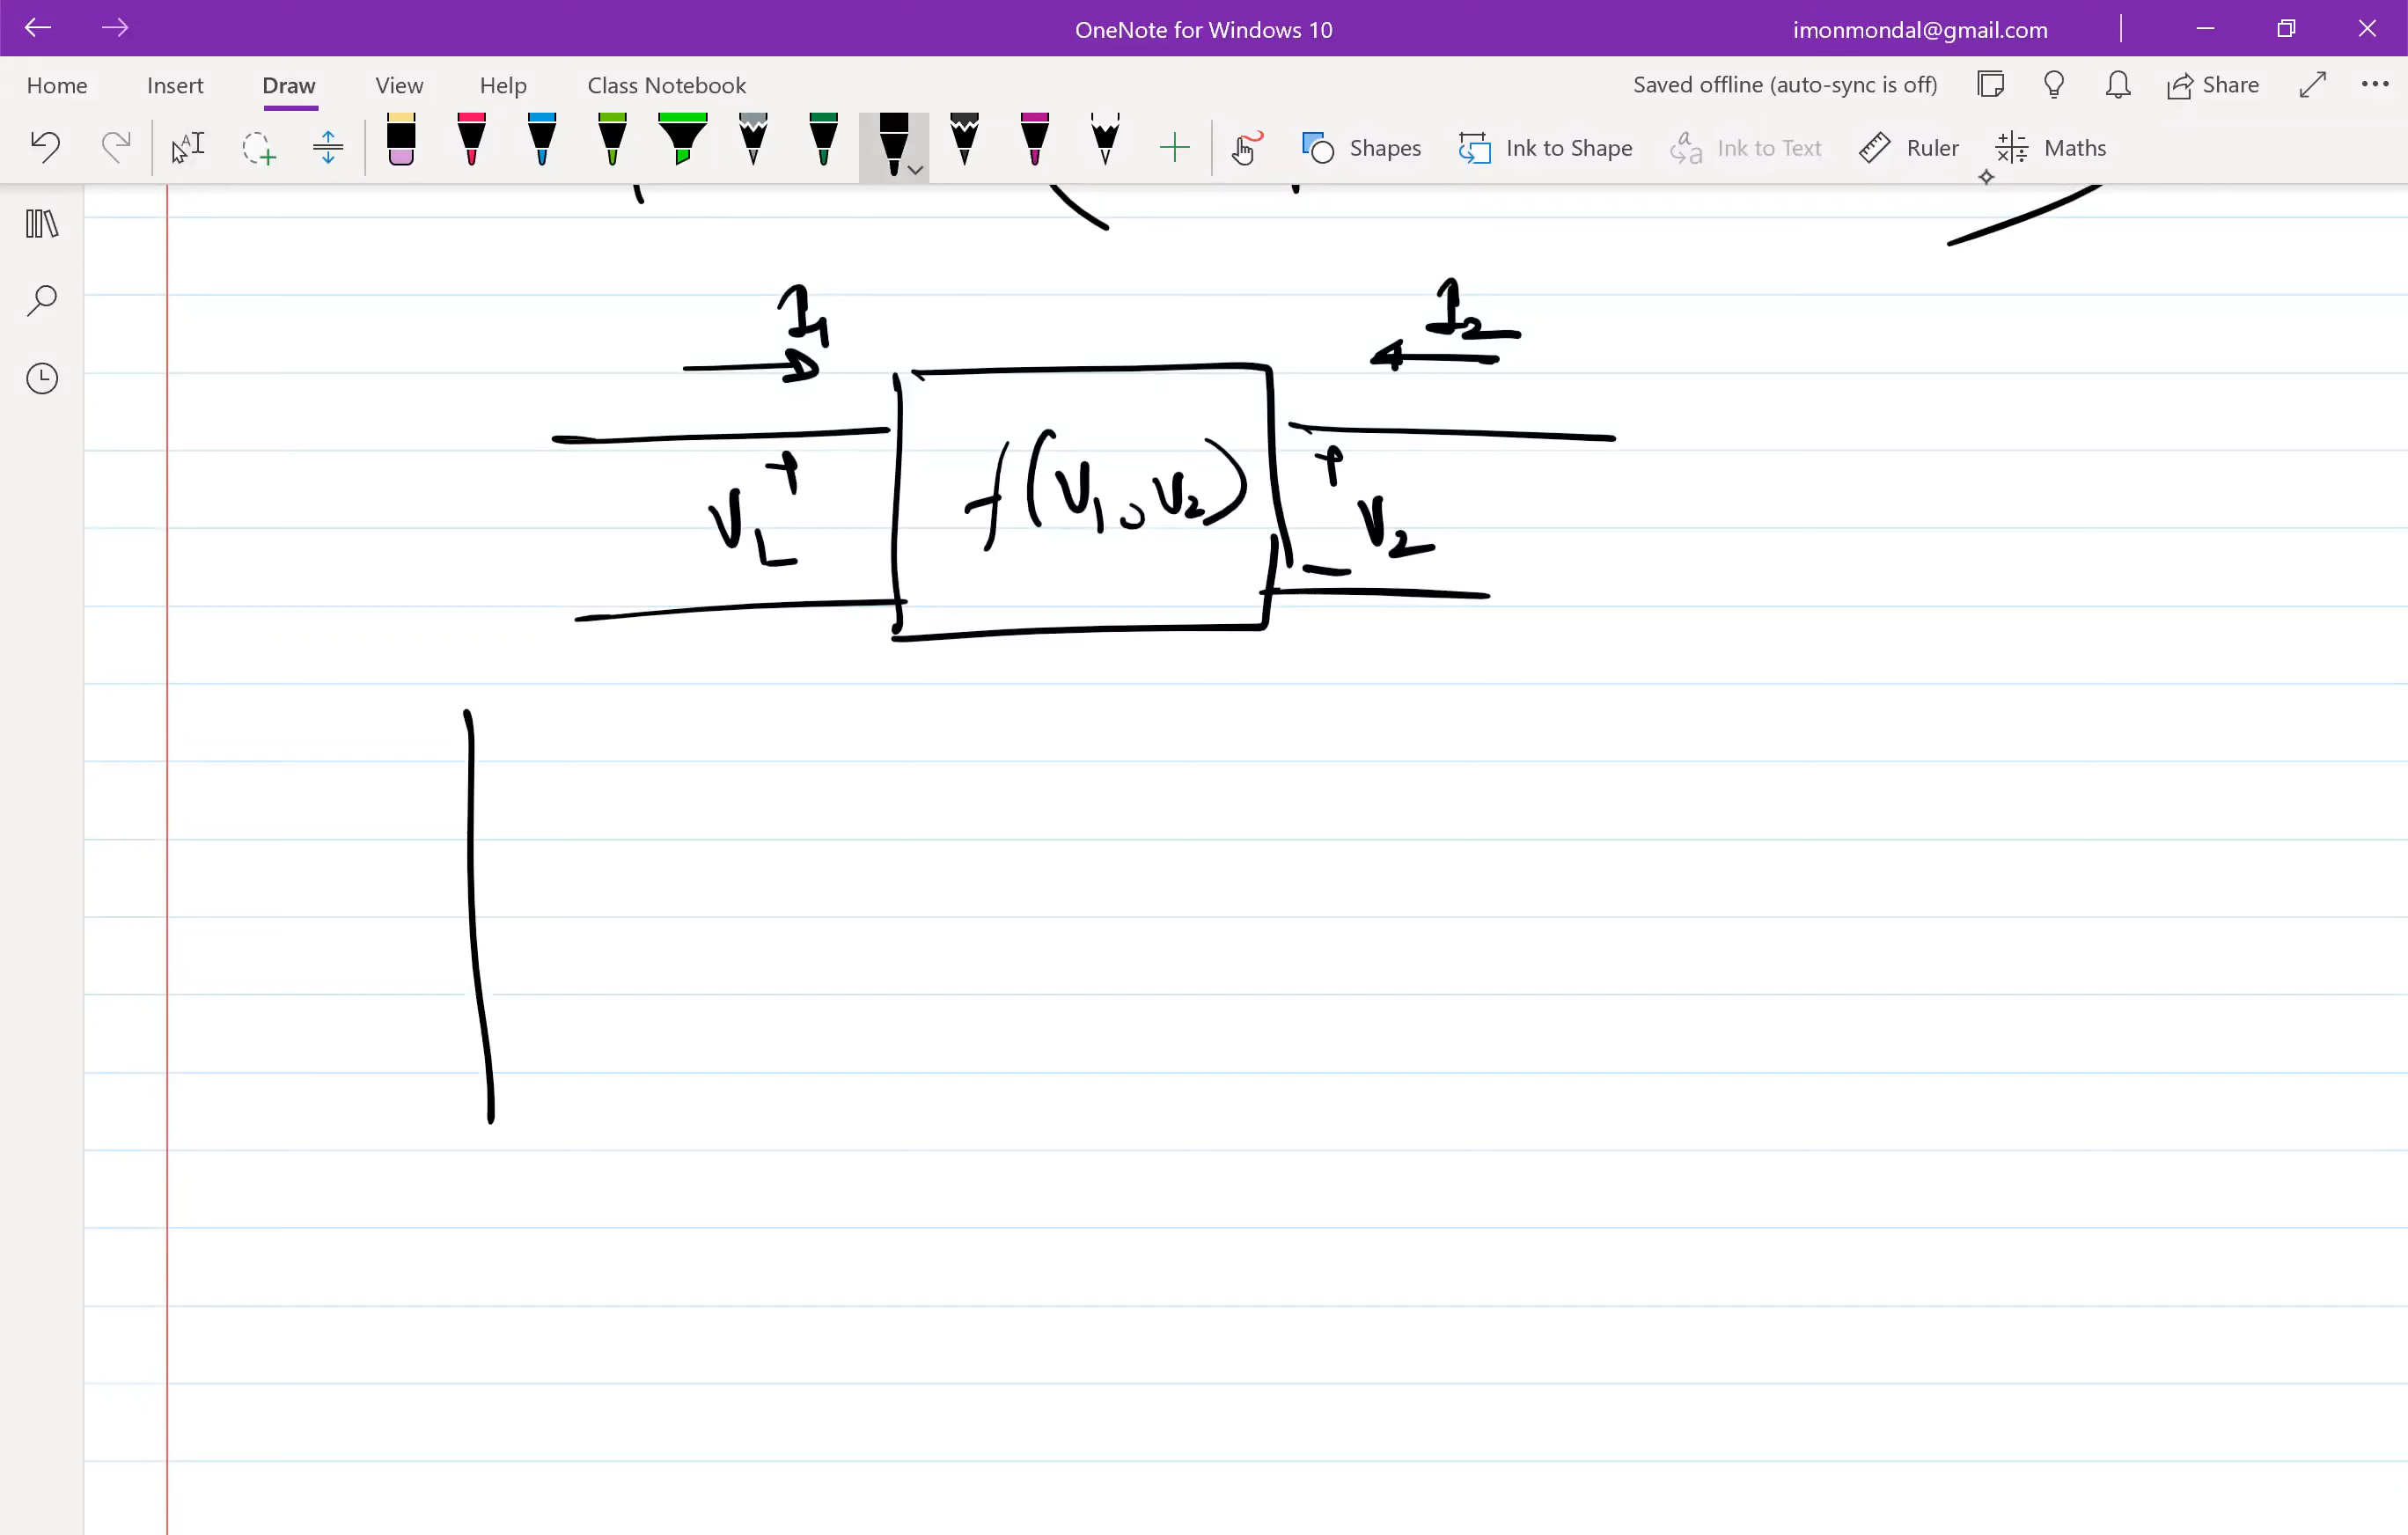 OneNote for Windows 10 imonmondal@gmail.com
Home Insert Draw View Help Class Notebook Saved offline (auto-sync is off) Share
Shapes Ink to Shape Ink to Text Ruler Maths
I1 I2
+ f(V1, V2) +
V1 - V2